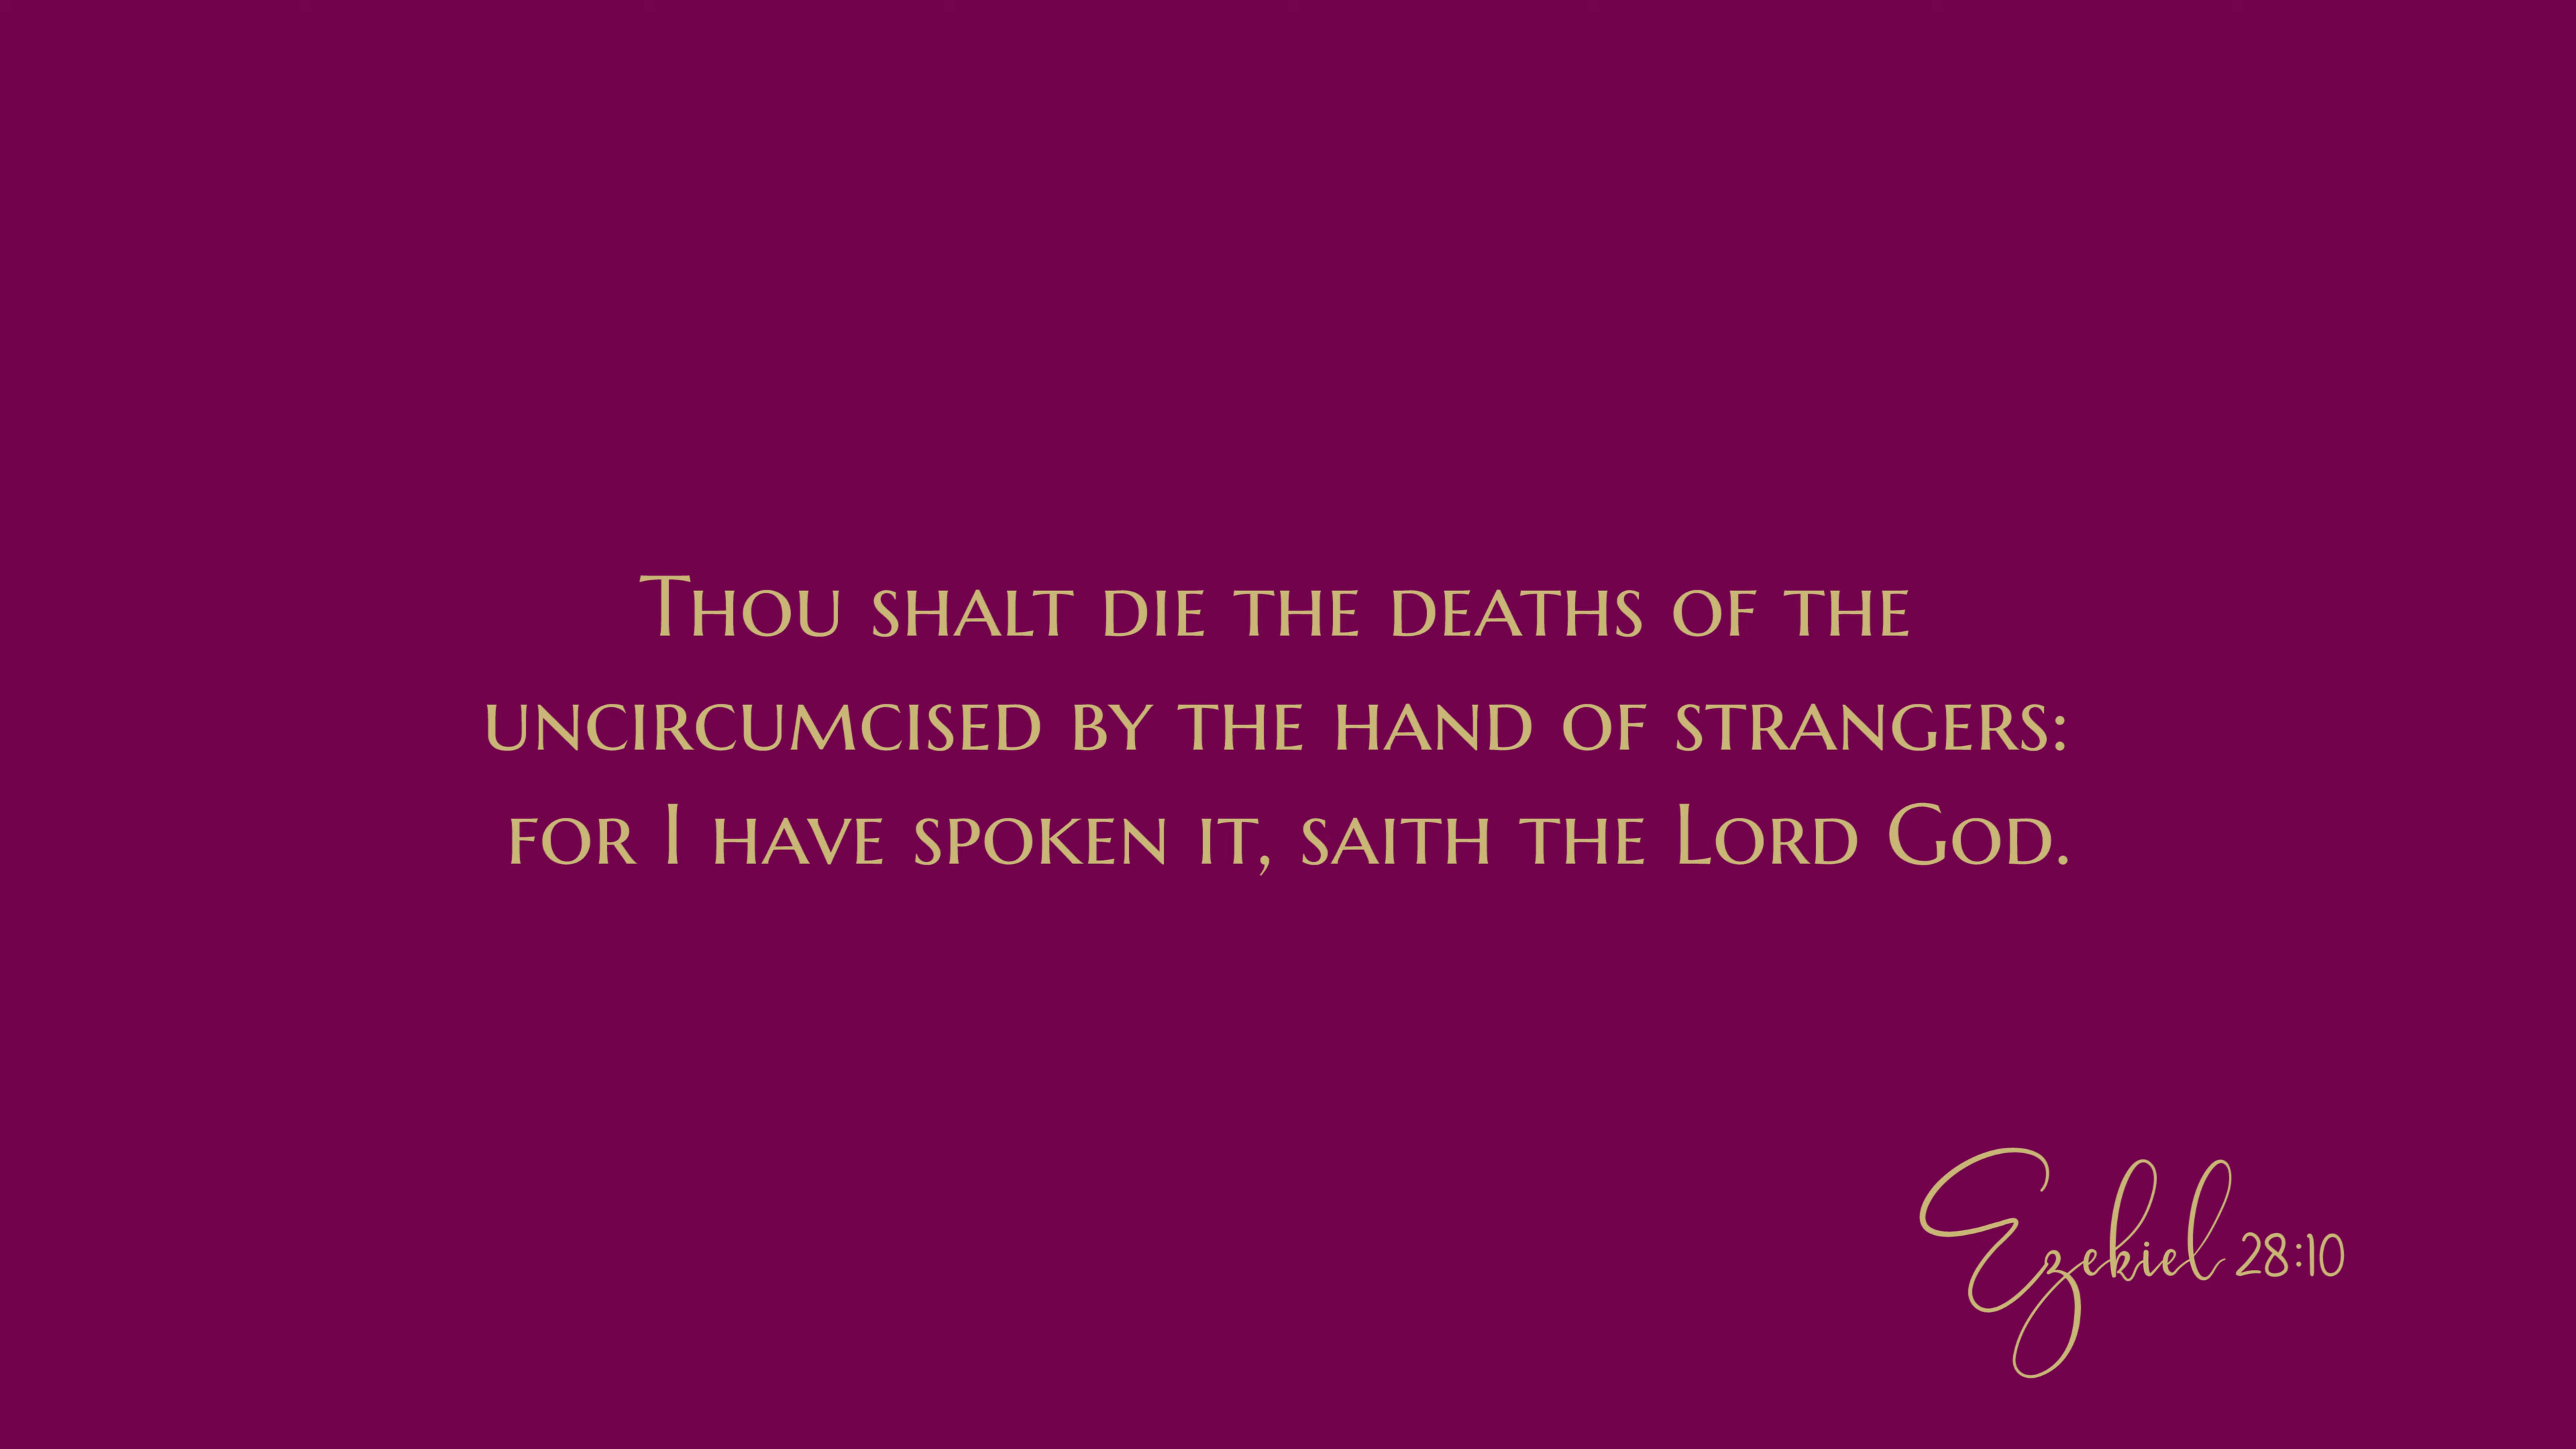 Thou shalt die the deaths of the
uncircumcised by the hand of strangers:
for I have spoken it, saith the Lord God.
Ezekiel 28:10